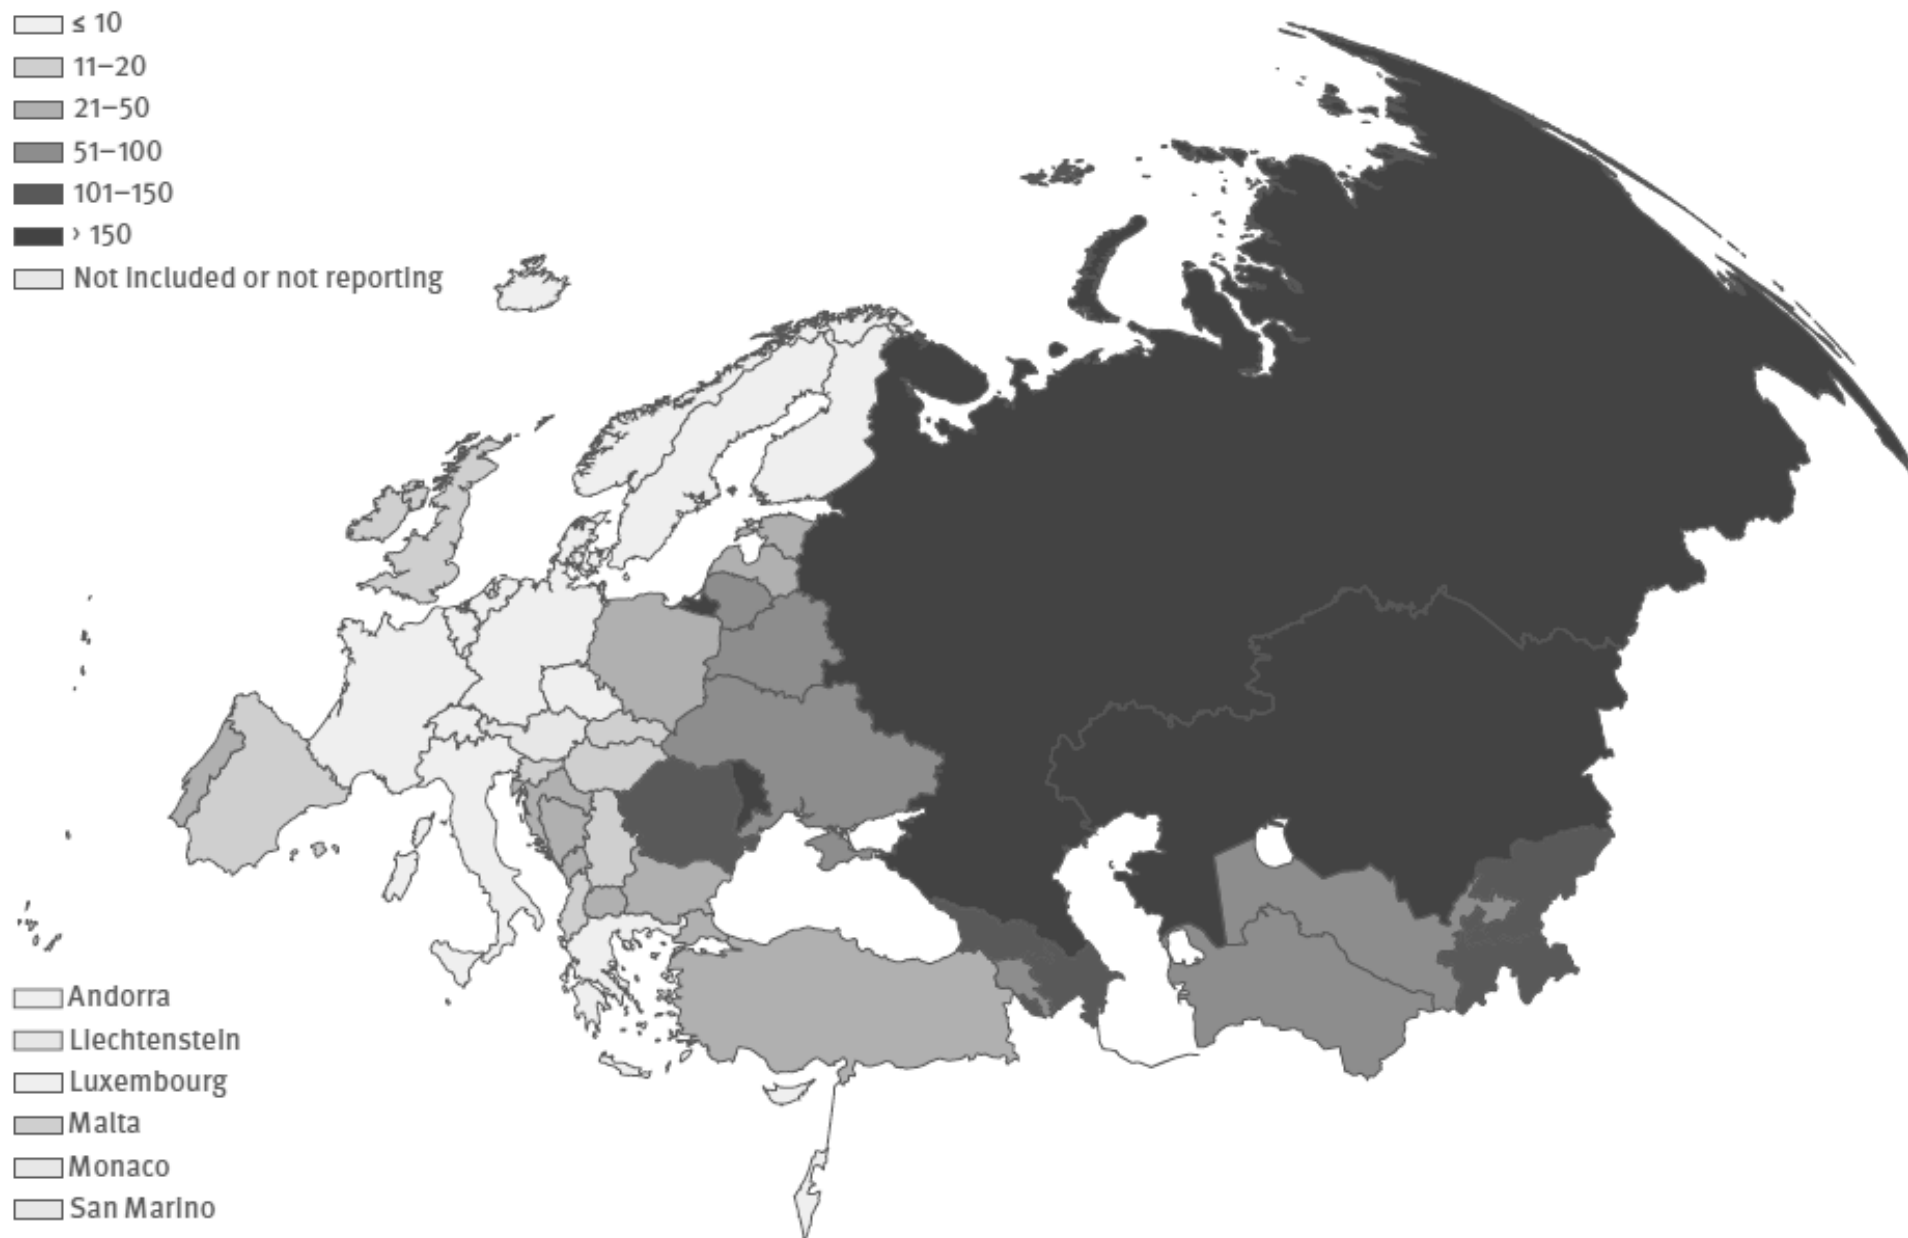 ≤ 10
11–20
21–50
51–100
101–150
> 150
Not included or not reporting
Andorra
Liechtenstein
Luxembourg
Malta
Monaco
San Marino